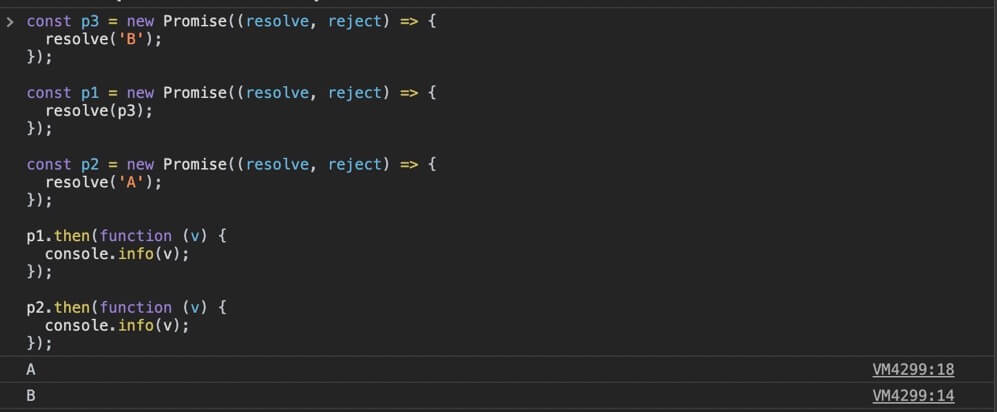 const p3 = new Promise((resolve, reject) => {
  resolve('B');
});

const p1 = new Promise((resolve, reject) => {
  resolve(p3);
});

const p2 = new Promise((resolve, reject) => {
  resolve('A');
});

p1.then(function (v) {
  console.info(v);
});

p2.then(function (v) {
  console.info(v);
});
A VM4299:18
B VM4299:14